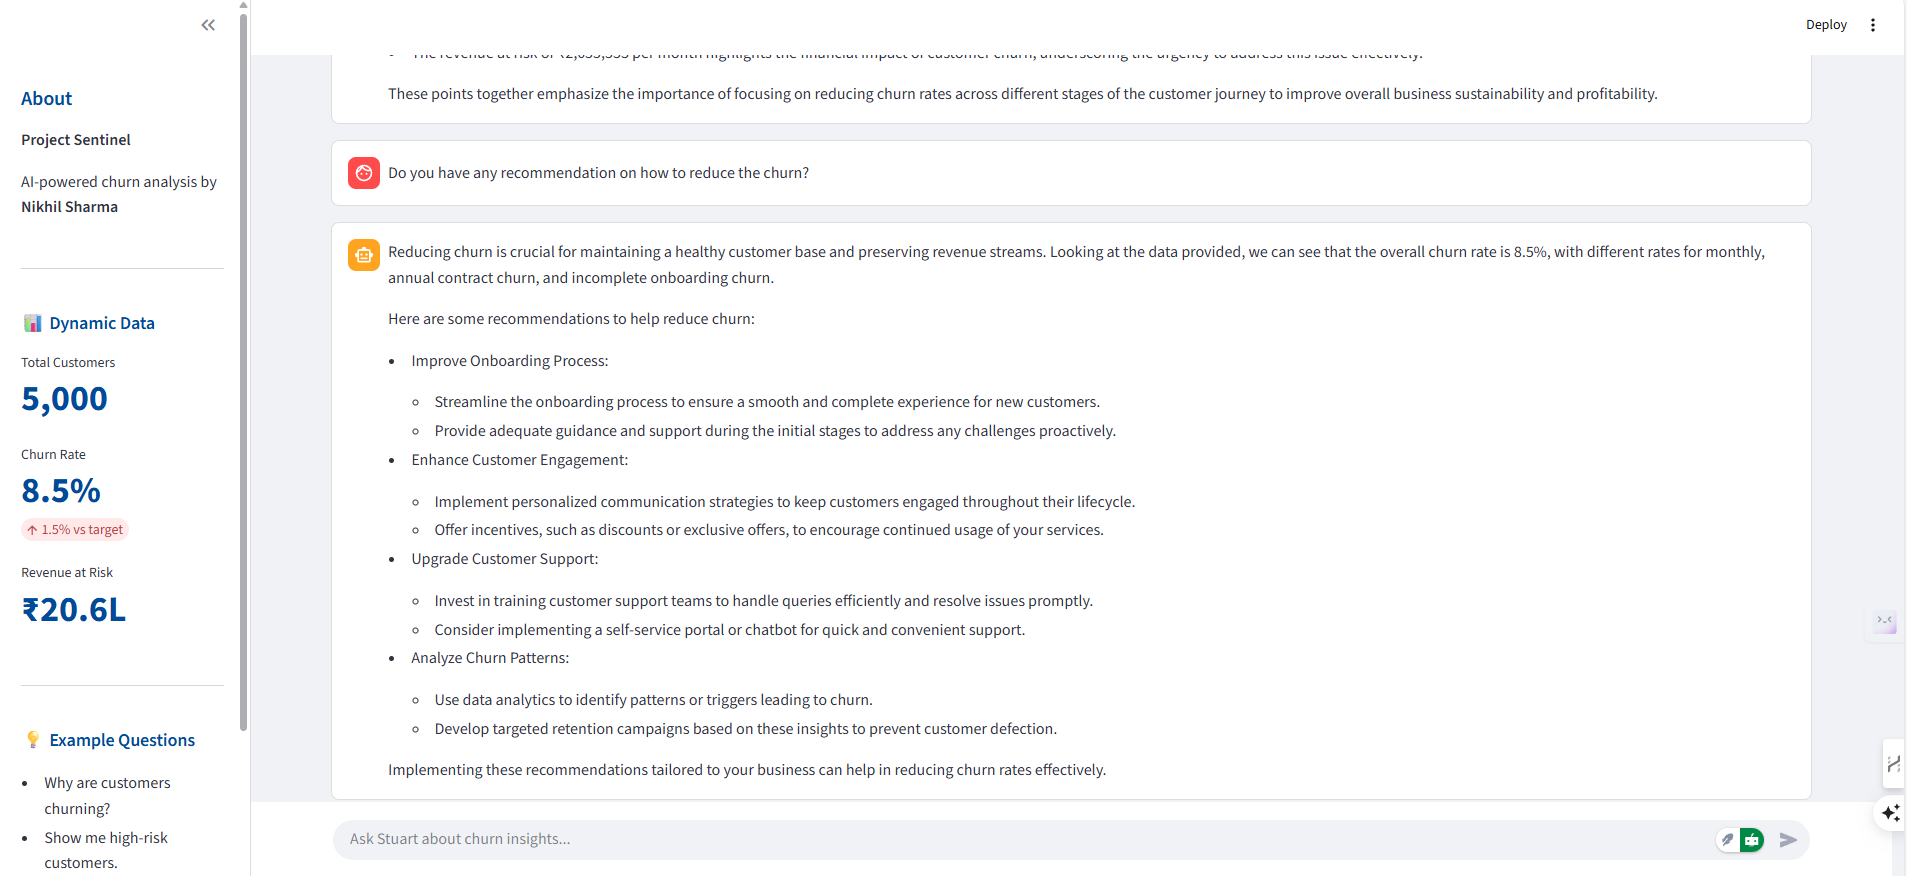 Deploy
About
Project Sentinel
AI-powered churn analysis by
Nikhil Sharma
Dynamic Data
Total Customers
5,000
Churn Rate
8.5%
↑ 1.5% vs target
Revenue at Risk
₹20.6L
Example Questions
• Why are customers
churning?
• Show me high-risk
customers.
These points together emphasize the importance of focusing on reducing churn rates across different stages of the customer journey to improve overall business sustainability and profitability.
Do you have any recommendation on how to reduce the churn?
Reducing churn is crucial for maintaining a healthy customer base and preserving revenue streams. Looking at the data provided, we can see that the overall churn rate is 8.5%, with different rates for monthly,
annual contract churn, and incomplete onboarding churn.
Here are some recommendations to help reduce churn:
• Improve Onboarding Process:
◦ Streamline the onboarding process to ensure a smooth and complete experience for new customers.
◦ Provide adequate guidance and support during the initial stages to address any challenges proactively.
• Enhance Customer Engagement:
◦ Implement personalized communication strategies to keep customers engaged throughout their lifecycle.
◦ Offer incentives, such as discounts or exclusive offers, to encourage continued usage of your services.
• Upgrade Customer Support:
◦ Invest in training customer support teams to handle queries efficiently and resolve issues promptly.
◦ Consider implementing a self-service portal or chatbot for quick and convenient support.
• Analyze Churn Patterns:
◦ Use data analytics to identify patterns or triggers leading to churn.
◦ Develop targeted retention campaigns based on these insights to prevent customer defection.
Implementing these recommendations tailored to your business can help in reducing churn rates effectively.
Ask Stuart about churn insights...